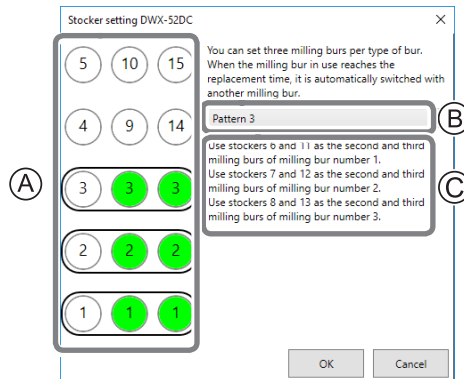 Stocker setting DWX-52DC
You can set three milling burs per type of bur.
When the milling bur in use reaches the
replacement time, it is automatically switched with
another milling bur.
5 10 15
4 9 14
3 3 3
2 2 2
1 1 1
A
Pattern 3
B
Use stockers 6 and 11 as the second and third
milling burs of milling bur number 1.
Use stockers 7 and 12 as the second and third
milling burs of milling bur number 2.
Use stockers 8 and 13 as the second and third
milling burs of milling bur number 3.
C
OK Cancel